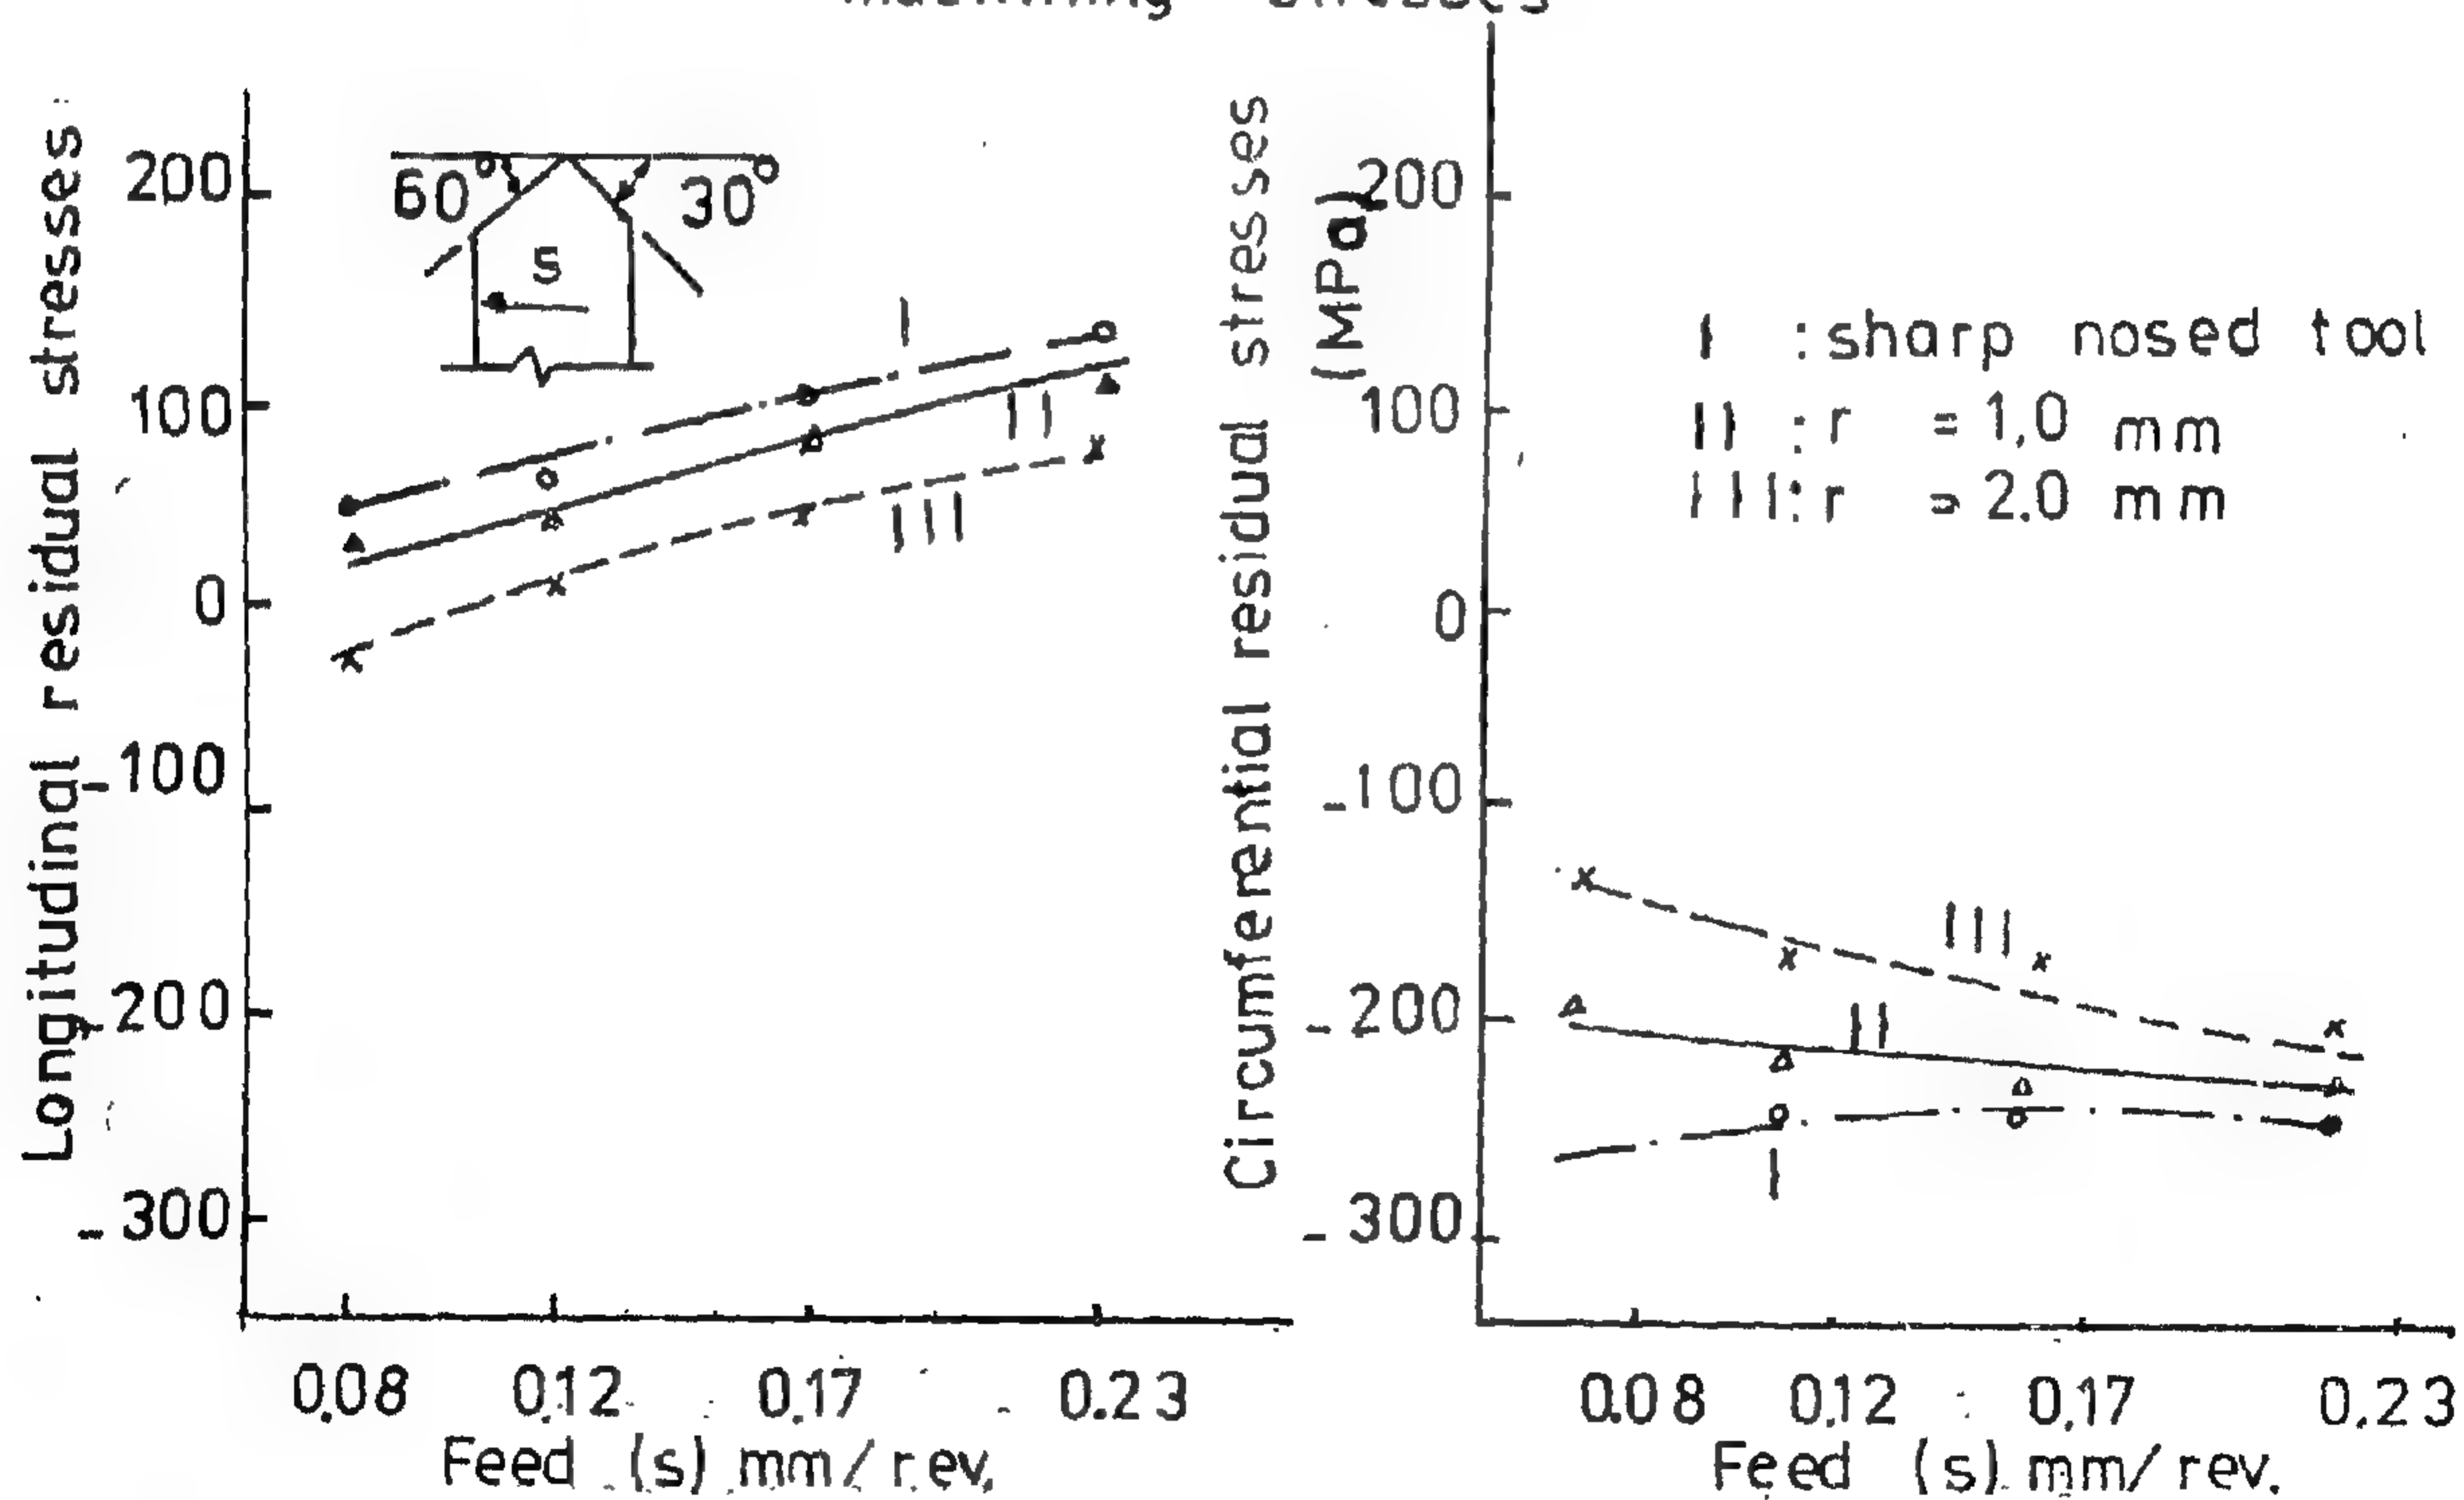 Longitudinal residual stresses
200
100
0
-100
-200
-300
60° 30°
s
I
II
III
0.08 0.12 0.17 0.23
Feed (s) mm/rev.
Circumferential residual stresses
(MPa)
200
100
0
-100
-200
-300
I : sharp nosed tool
II : r = 1.0 mm
III: r = 2.0 mm
III
II
I
0.08 0.12 0.17 0.23
Feed (s) mm/rev.